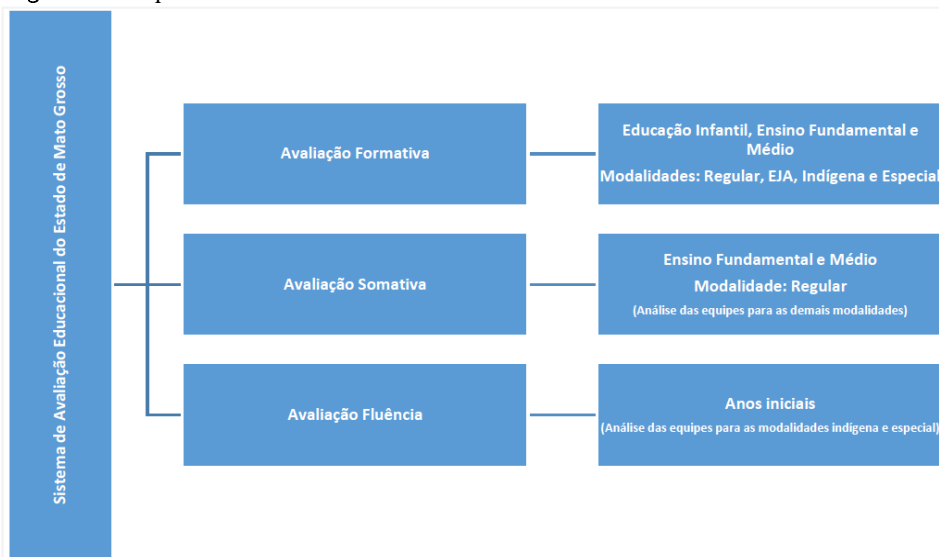 Sistema de Avaliação Educacional do Estado de Mato Grosso
Avaliação Formativa
Educação Infantil, Ensino Fundamental e
Médio
Modalidades: Regular, EJA, Indígena e Especial
Avaliação Somativa
Ensino Fundamental e Médio
Modalidade: Regular
(Análise das equipes para as demais modalidades)
Avaliação Fluência
Anos iniciais
(Análise das equipes para as modalidades indígena e especial)